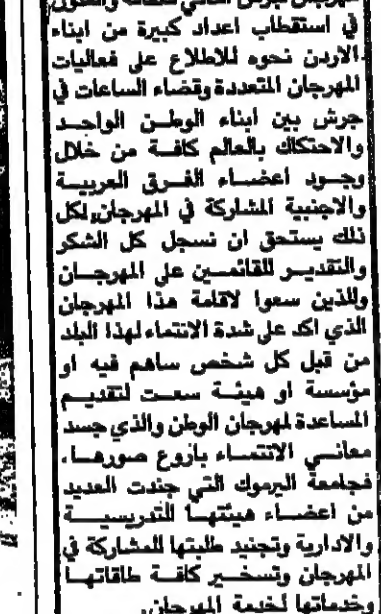 في استقطاب اعداد كبيرة من ابناء
الاردن نحوه للاطلاع على فعاليات
المهرجان المتعددة وقضاء الساعات في
جرش بين ابناء الوطن الواحد
والاحتكاك بالعالم كافة من خلال
وجود اعضاء الفرق العربية
والاجنبية المشاركة في المهرجان، لكل
ذلك يستحق ان نسجل كل الشكر
والتقدير للقائمين على المهرجان
وللذين سعوا لاقامة هذا المهرجان
الذي اكد على شدة الانتماء لهذا البلد
من قبل كل شخص ساهم فيه او
مؤسسة او هيئة سعت لتقديم
المساعدة لمهرجان الوطن والذي جسد
معاني الانتماء بازوع صورها.
فجامعة اليرموك التي جندت العديد
من اعضاء هيئتها التدريسية
والادارية وتجنيد طلبتها للمشاركة في
المهرجان وتسخير كافة طاقاتها
وخدماتها لخدمة المهرجان.